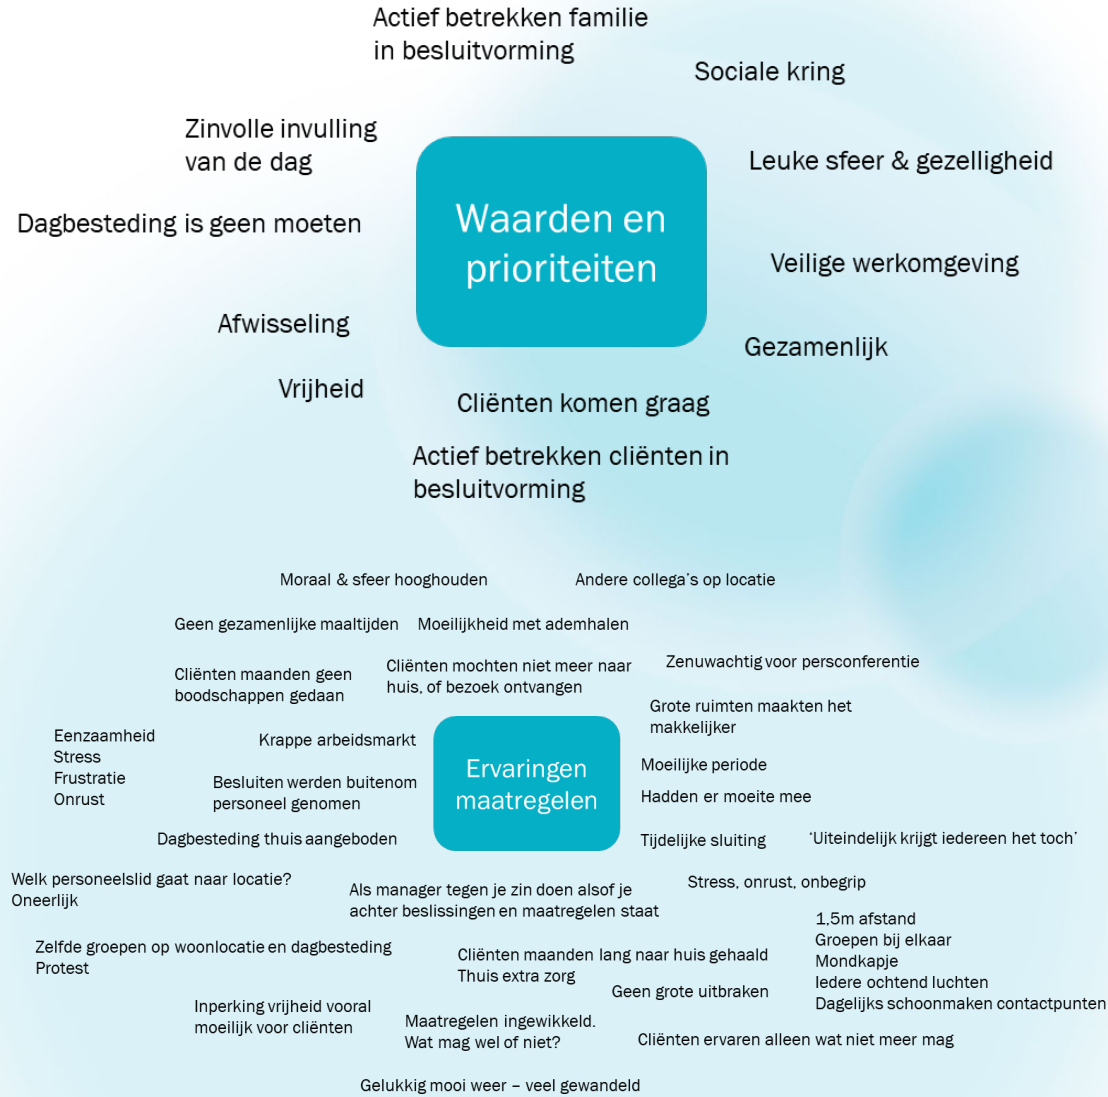 Actief betrekken familie
in besluitvorming
Sociale kring
Zinvolle invulling
van de dag
Leuke sfeer & gezelligheid
Dagbesteding is geen moeten
Waarden en
prioriteiten
Veilige werkomgeving
Afwisseling
Gezamenlijk
Vrijheid
Cliënten komen graag
Actief betrekken cliënten in
besluitvorming
Moraal & sfeer hooghouden
Andere collega's op locatie
Geen gezamenlijke maaltijden
Moeilijkheid met ademhalen
Cliënten maanden geen
boodschappen gedaan
Cliënten mochten niet meer naar
huis, of bezoek ontvangen
Zenuwachtig voor persconferentie
Grote ruimten maakten het
makkelijker
Eenzaamheid
Stress
Frustratie
Onrust
Krappe arbeidsmarkt
Besluiten werden buitenom
personeel genomen
Ervaringen
maatregelen
Moeilijke periode
Hadden er moeite mee
Dagbesteding thuis aangeboden
Tijdelijke sluiting
‘Uiteindelijk krijgt iedereen het toch’
Welk personeelslid gaat naar locatie?
Oneerlijk
Als manager tegen je zin doen alsof je
achter beslissingen en maatregelen staat
Stress, onrust, onbegrip
1,5m afstand
Groepen bij elkaar
Mondkapje
Iedere ochtend luchten
Dagelijks schoonmaken contactpunten
Zelfde groepen op woonlocatie en dagbesteding
Protest
Cliënten maanden lang naar huis gehaald
Thuis extra zorg
Geen grote uitbraken
Inperking vrijheid vooral
moeilijk voor cliënten
Maatregelen ingewikkeld.
Wat mag wel of niet?
Cliënten ervaren alleen wat niet meer mag
Gelukkig mooi weer – veel gewandeld